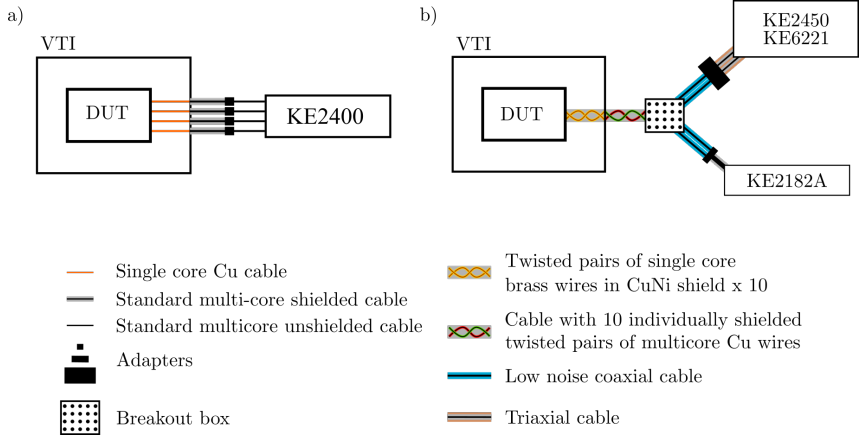 a)
VTI
DUT
KE2400
b)
VTI
DUT
KE2450
KE6221
KE2182A
Single core Cu cable
Standard multi-core shielded cable
Standard multicore unshielded cable
Adapters
Breakout box
Twisted pairs of single core
brass wires in CuNi shield x 10
Cable with 10 individually shielded
twisted pairs of multicore Cu wires
Low noise coaxial cable
Triaxial cable